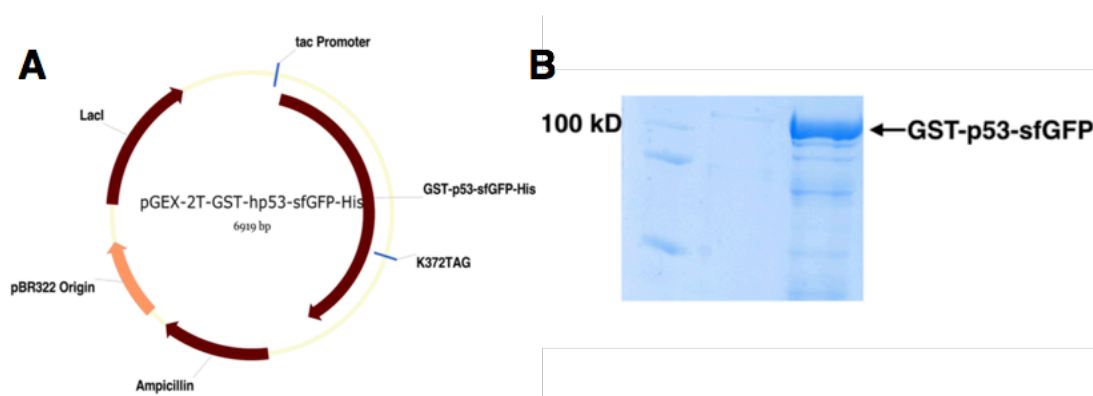 A
tac Promoter
LacI
GST-p53-sfGFP-His
pGEX-2T-GST-hp53-sfGFP-His
6919 bp
K372TAG
pBR322 Origin
Ampicillin
B
100 kD
GST-p53-sfGFP